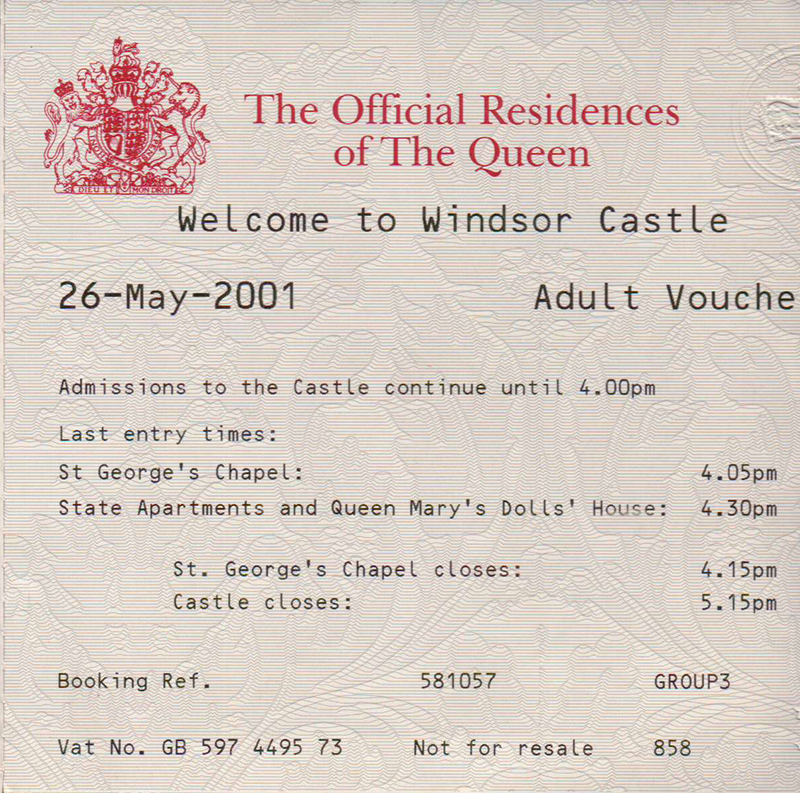 The Official Residences
of The Queen
DIEU ET MON DROIT
Welcome to Windsor Castle
26-May-2001 Adult Vouche
Admissions to the Castle continue until 4.00pm
Last entry times:
St George's Chapel: 4.05pm
State Apartments and Queen Mary's Dolls' House: 4.30pm
St. George's Chapel closes: 4.15pm
Castle closes: 5.15pm
Booking Ref. 581057 GROUP3
Vat No. GB 597 4495 73 Not for resale 858